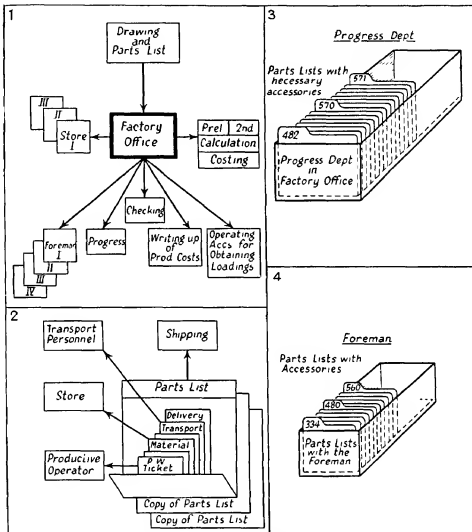 1
Drawing
and
Parts List
III
II
Store
I
Factory
Office
Prel 2nd
Calculation
Costing
Checking
Foreman
I
II
III
IV
Progress
Writing up
of
Prod Costs
Operating
Accs for
Obtaining
Loadings
2
Transport
Personnel
Shipping
Store
Productive
Operator
Parts List
Delivery
Transport
Material
P W
Ticket
Copy of Parts List
Copy of Parts List
3
Progress Dept
Parts Lists with
necessary
accessories
571
570
482
Progress Dept
in
Factory Office
4
Foreman
Parts Lists with
Accessories
560
480
334
Parts Lists
with the
Foreman